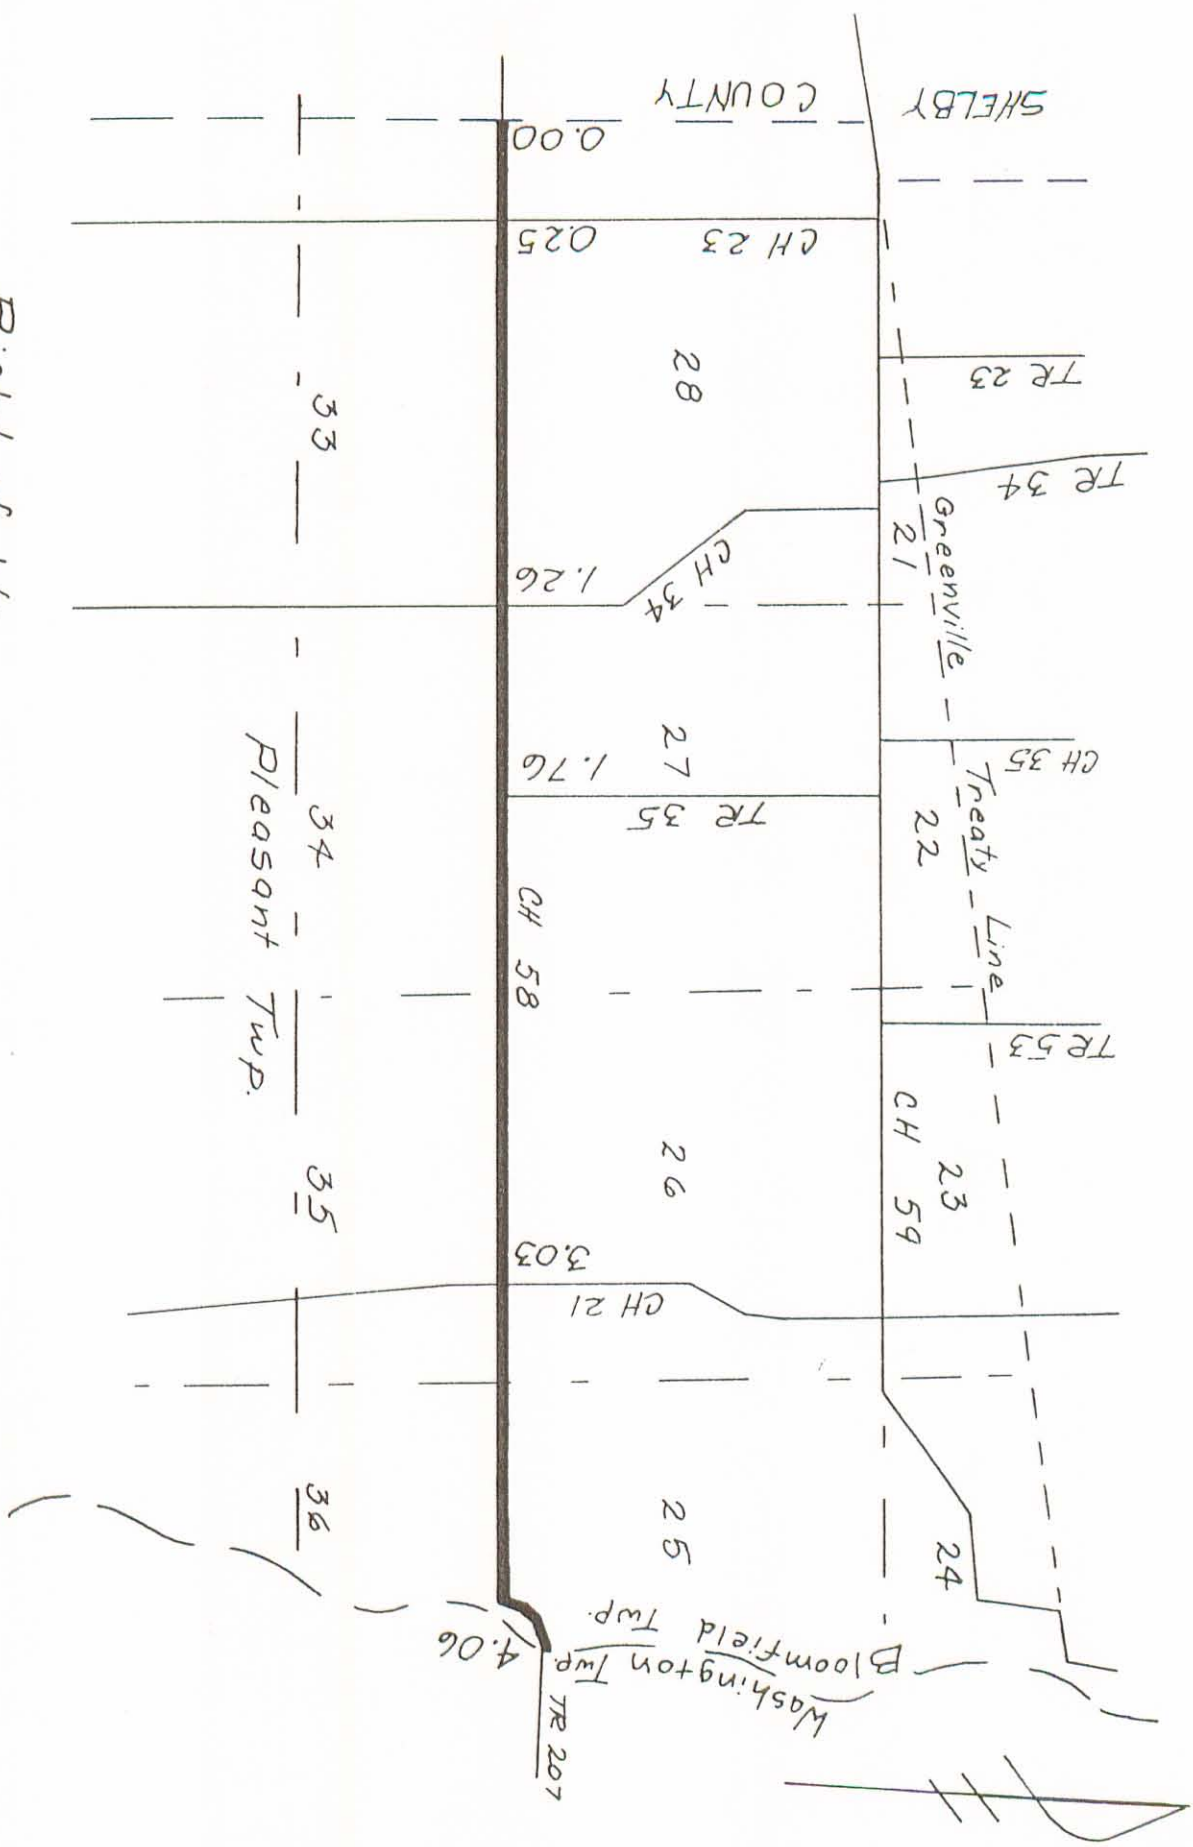 SHELBY
COUNTY
0.00
0.25
CH 23
TR 23
28
33
TR 34
Greenville Treaty Line
21
CH 34
1.26
CH 35
27
1.76
TR 35
22
34
Pleasant Twp.
CH 58
TR 53
23
CH 59
26
35
3.03
CH 21
36
25
24
Bloomfield Twp.
Washington Twp.
4.06
TR 207